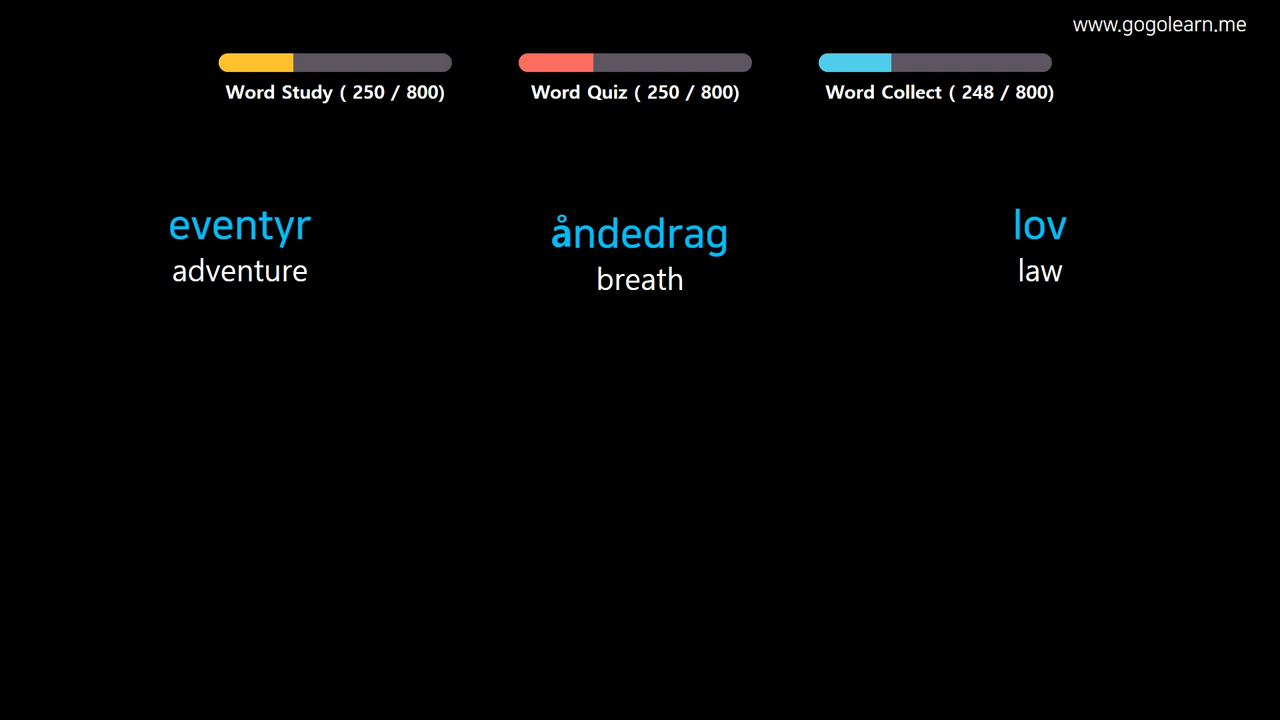 www.gogolearn.me
Word Study ( 250 / 800)
Word Quiz ( 250 / 800)
Word Collect ( 248 / 800)
eventyr
adventure
åndedrag
breath
lov
law